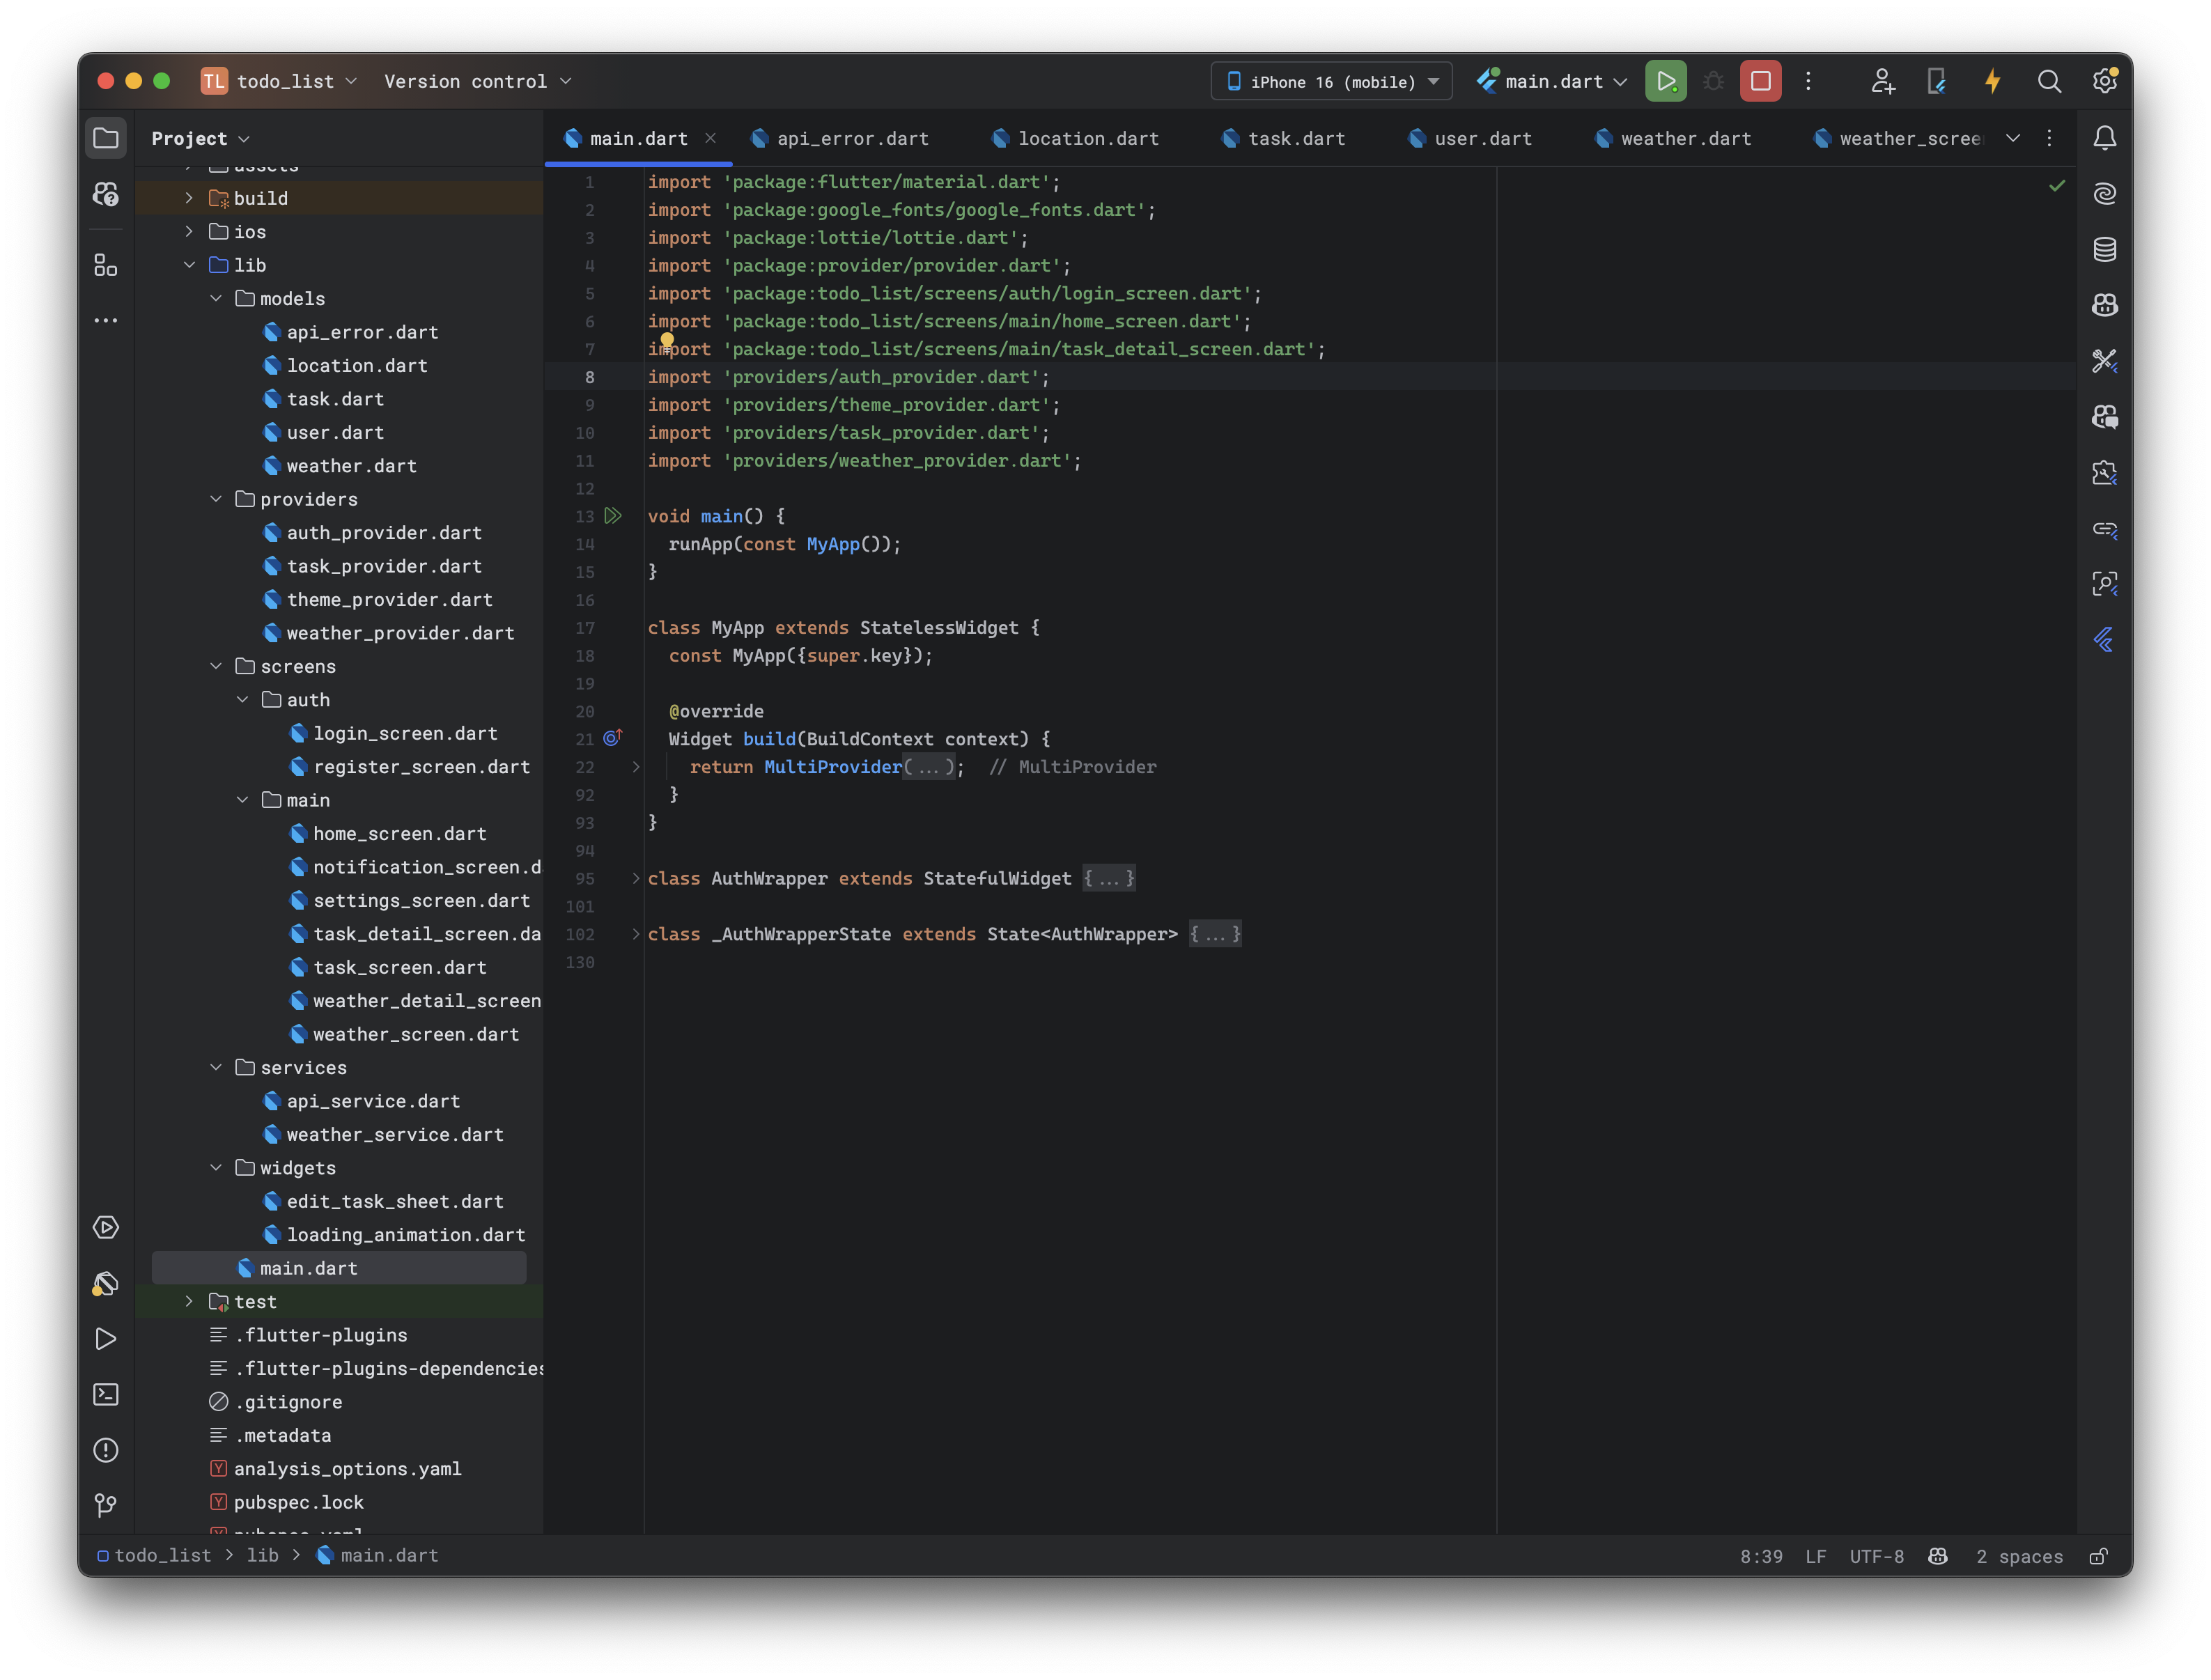 TL todo_list Version control iPhone 16 (mobile) main.dart
Project
main.dart api_error.dart location.dart task.dart user.dart weather.dart weather_scree
assets
build
ios
lib
models
api_error.dart
location.dart
task.dart
user.dart
weather.dart
providers
auth_provider.dart
task_provider.dart
theme_provider.dart
weather_provider.dart
screens
auth
login_screen.dart
register_screen.dart
main
home_screen.dart
notification_screen.da
settings_screen.dart
task_detail_screen.da
task_screen.dart
weather_detail_screen
weather_screen.dart
services
api_service.dart
weather_service.dart
widgets
edit_task_sheet.dart
loading_animation.dart
main.dart
test
.flutter-plugins
.flutter-plugins-dependencies
.gitignore
.metadata
analysis_options.yaml
pubspec.lock
pubspec.yaml
1 import 'package:flutter/material.dart';
2 import 'package:google_fonts/google_fonts.dart';
3 import 'package:lottie/lottie.dart';
4 import 'package:provider/provider.dart';
5 import 'package:todo_list/screens/auth/login_screen.dart';
6 import 'package:todo_list/screens/main/home_screen.dart';
7 import 'package:todo_list/screens/main/task_detail_screen.dart';
8 import 'providers/auth_provider.dart';
9 import 'providers/theme_provider.dart';
10 import 'providers/task_provider.dart';
11 import 'providers/weather_provider.dart';
12
13 void main() {
14 runApp(const MyApp());
15 }
16
17 class MyApp extends StatelessWidget {
18 const MyApp({super.key});
19
20 @override
21 Widget build(BuildContext context) {
22 return MultiProvider(...); // MultiProvider
92 }
93 }
94
95 class AuthWrapper extends StatefulWidget {...}
101
102 class _AuthWrapperState extends State<AuthWrapper> {...}
130
todo_list > lib > main.dart
8:39 LF UTF-8 2 spaces